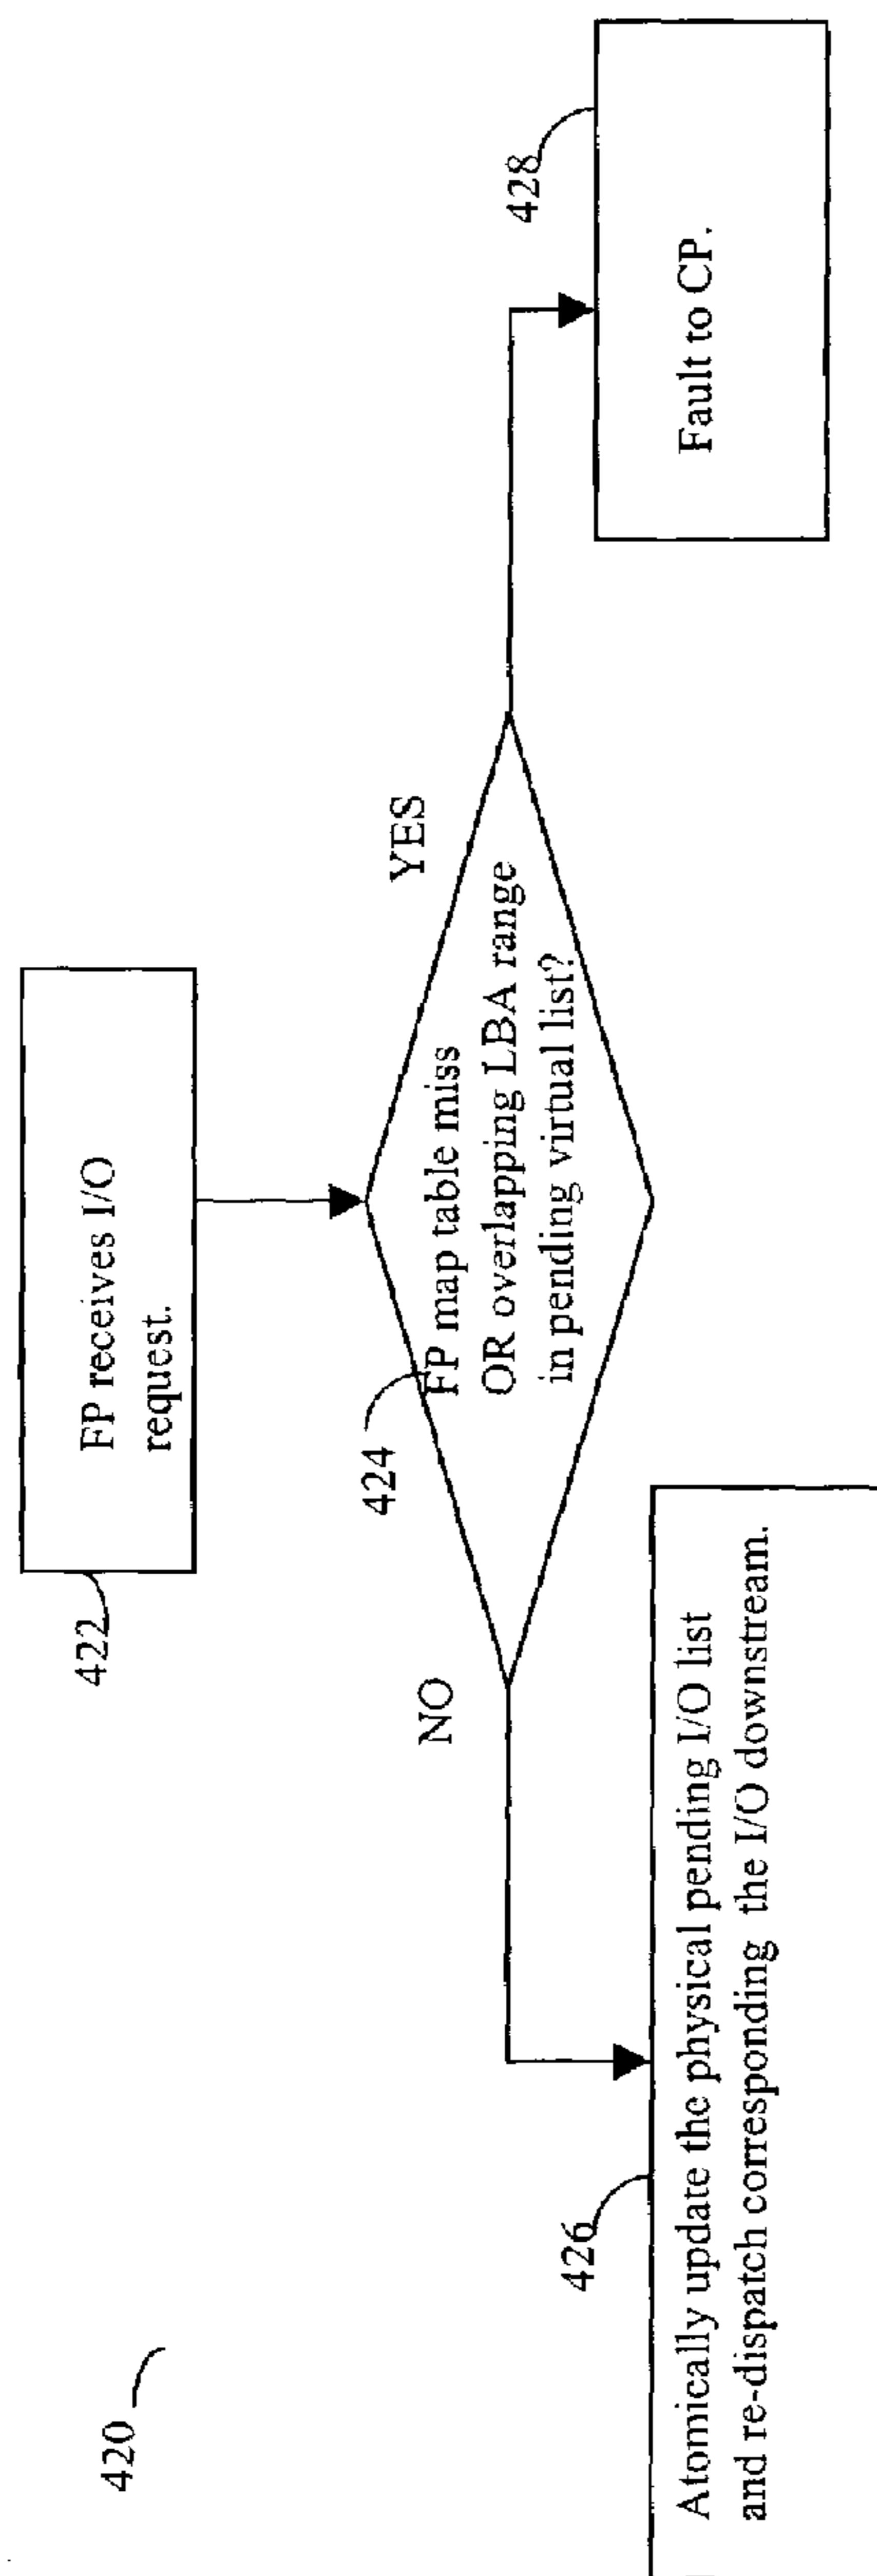 420
422
FP receives I/O
request.
424
FP map table miss
OR overlapping LBA range
in pending virtual list?
NO
YES
426
Atomically update the physical pending I/O list
and re-dispatch corresponding the I/O downstream.
428
Fault to CP.